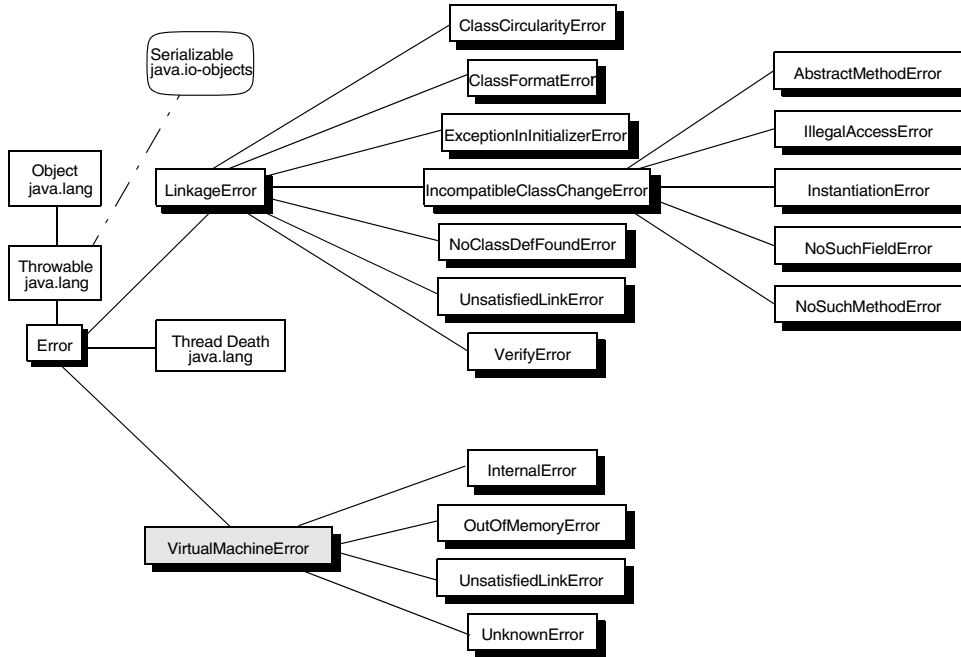 Serializable
java.io-objects
Object
java.lang
Throwable
java.lang
Error
Thread Death
java.lang
LinkageError
ClassCircularityError
ClassFormatError
ExceptionInInitializerError
IncompatibleClassChangeError
NoClassDefFoundError
UnsatisfiedLinkError
VerifyError
AbstractMethodError
IllegalAccessError
InstantiationError
NoSuchFieldError
NoSuchMethodError
VirtualMachineError
InternalError
OutOfMemoryError
UnsatisfiedLinkError
UnknownError